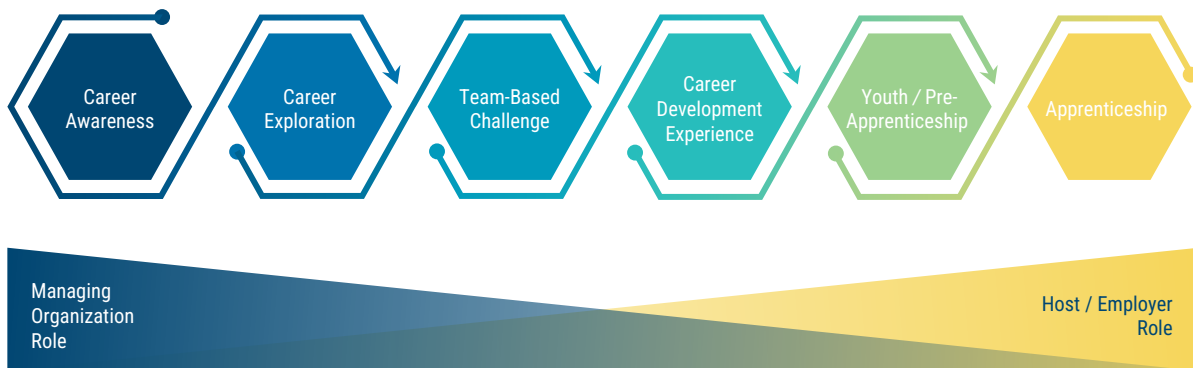 Career
Awareness
Career
Exploration
Team-Based
Challenge
Career
Development
Experience
Youth / Pre-
Apprenticeship
Apprenticeship
Managing
Organization
Role
Host / Employer
Role